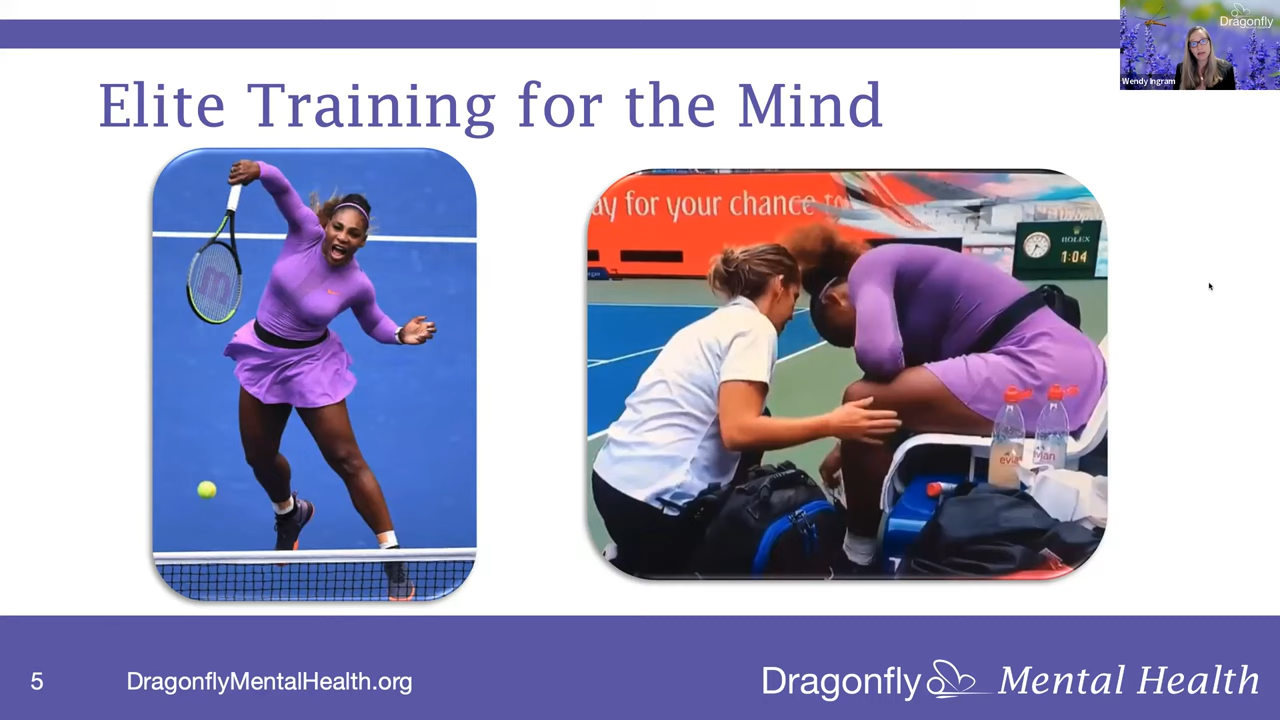 Dragonfly
Wendy Ingram
Elite Training for the Mind
ay for your chance to
ROLEX
1:04
evian
evian
5
DragonflyMentalHealth.org
Dragonfly Mental Health